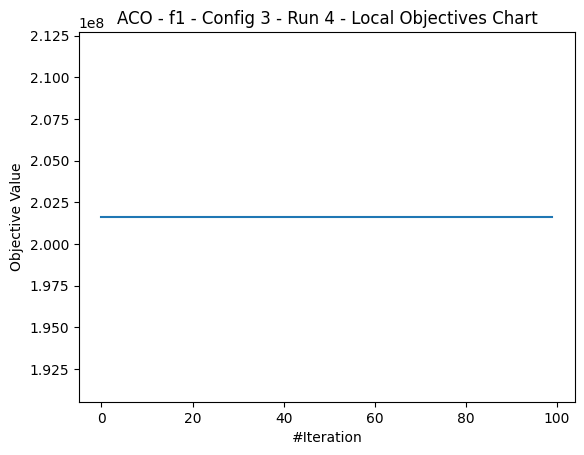 ACO - f1 - Config 3 - Run 4 - Local Objectives Chart
1e8
2.125
2.100
2.075
2.050
2.025
2.000
1.975
1.950
1.925
Objective Value
0 20 40 60 80 100
#Iteration